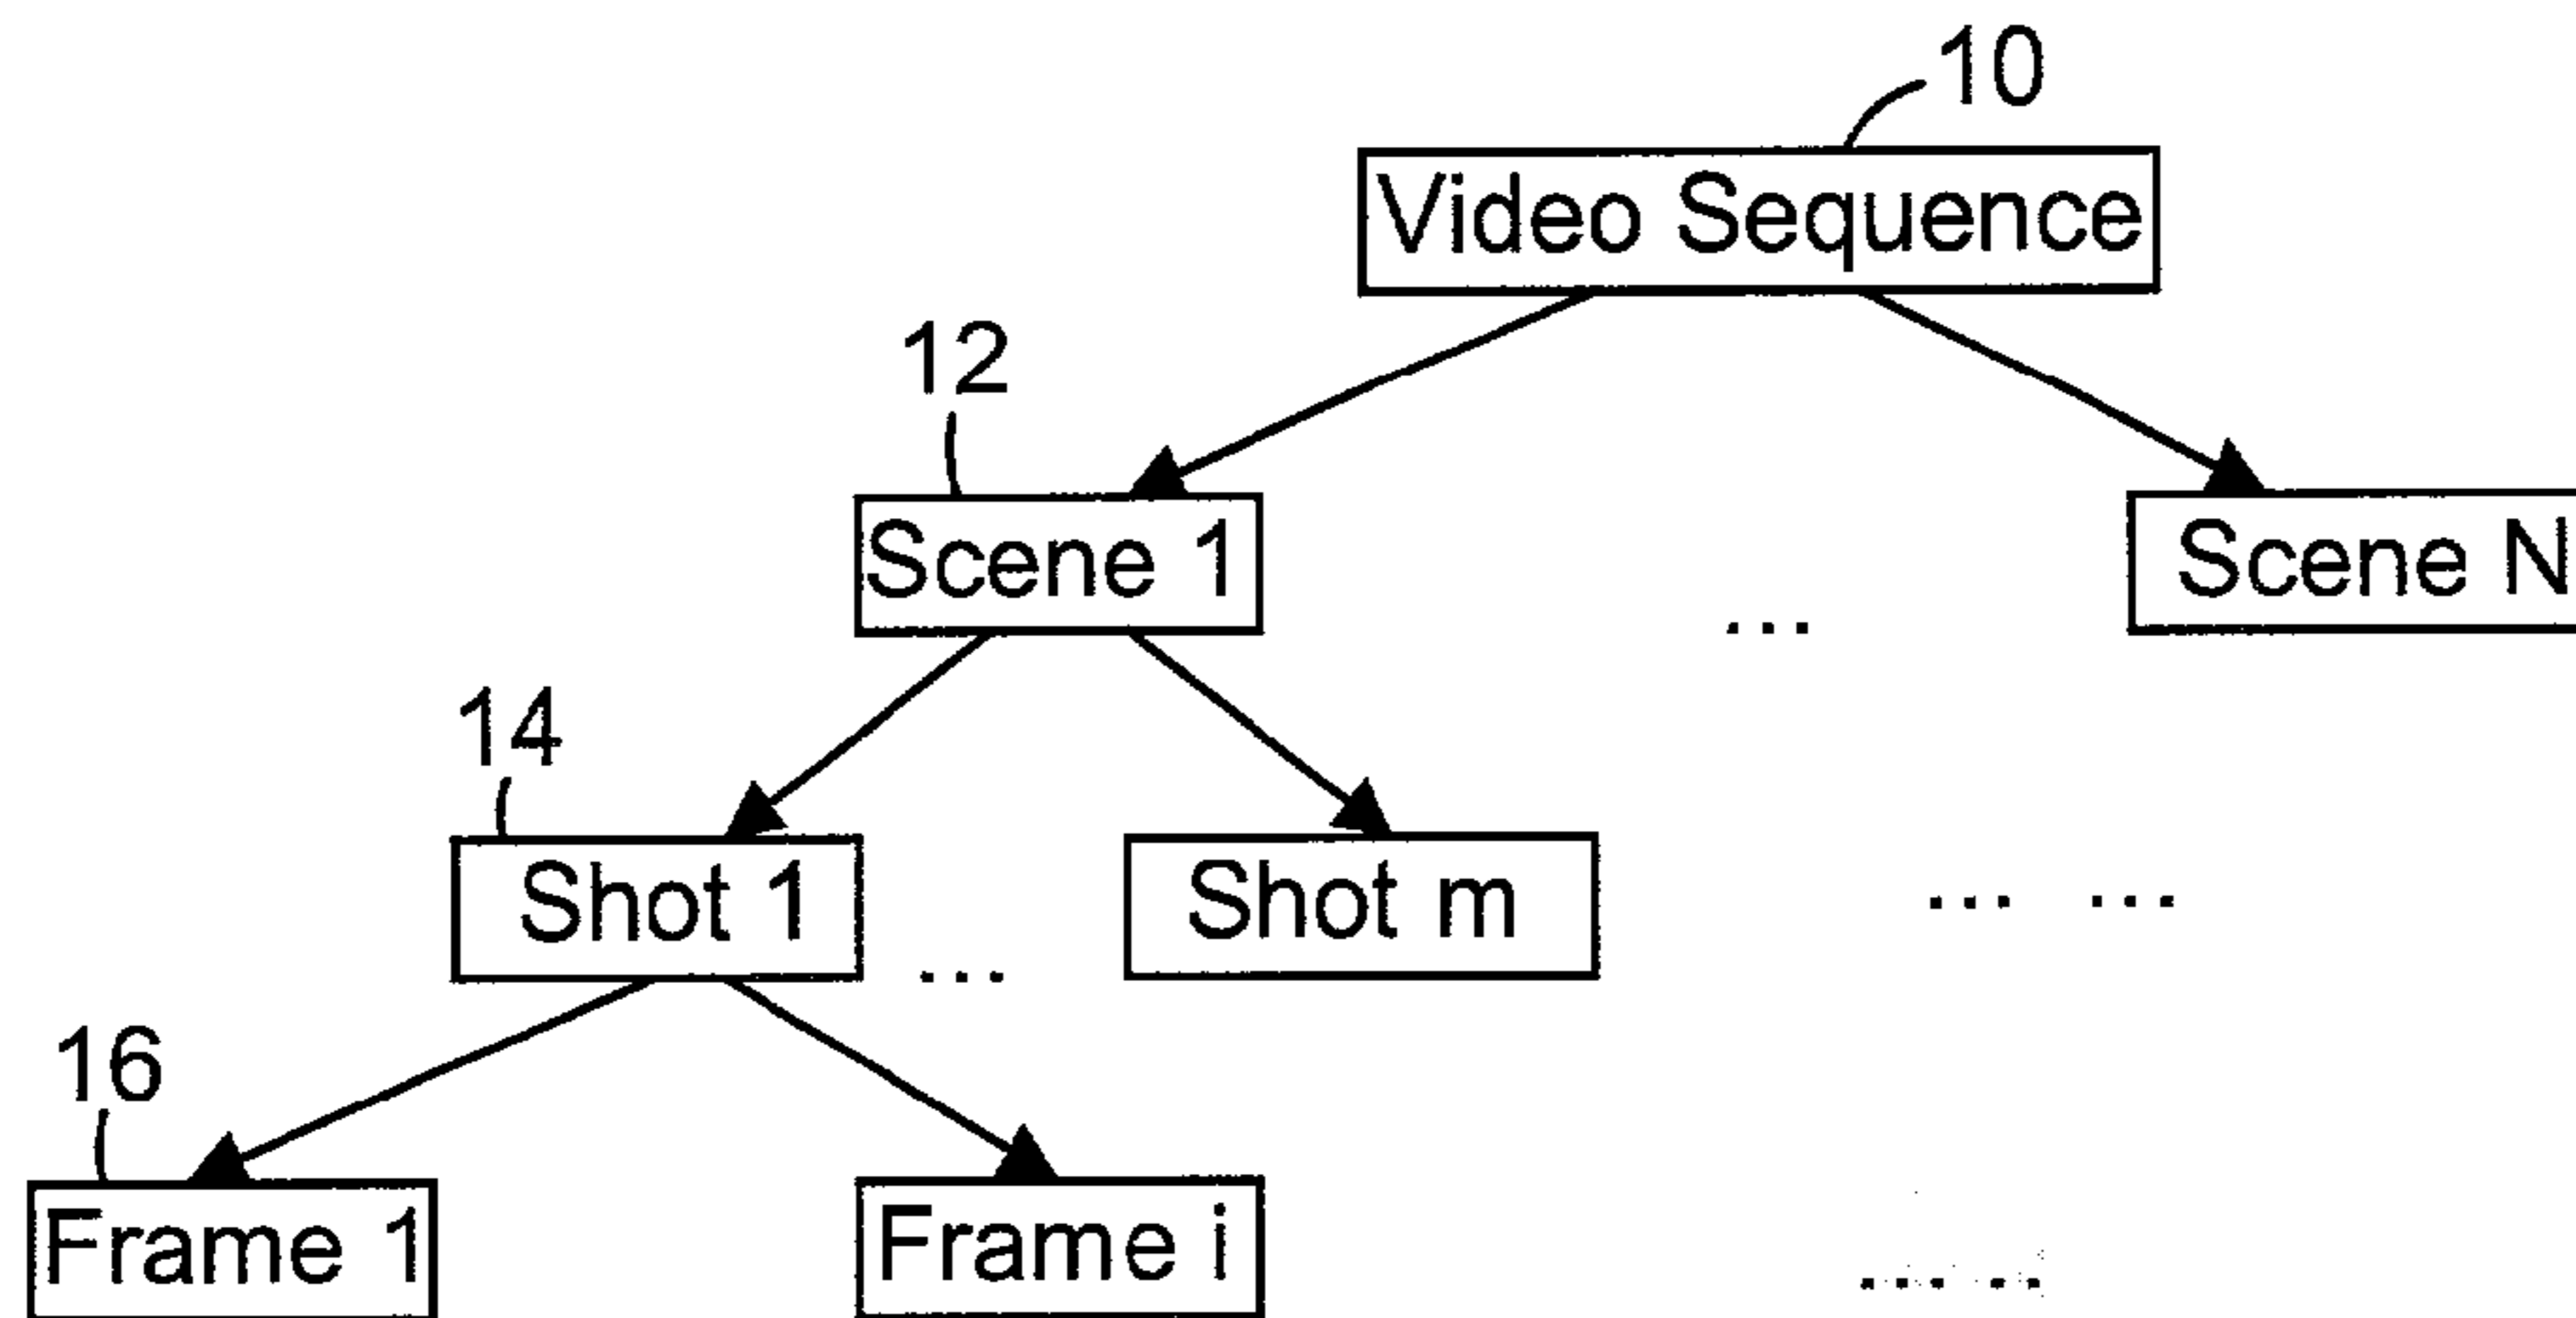 10
Video Sequence
12
Scene 1
... Scene N
14
Shot 1
... Shot m
... ...
16
Frame 1
Frame i
... ..